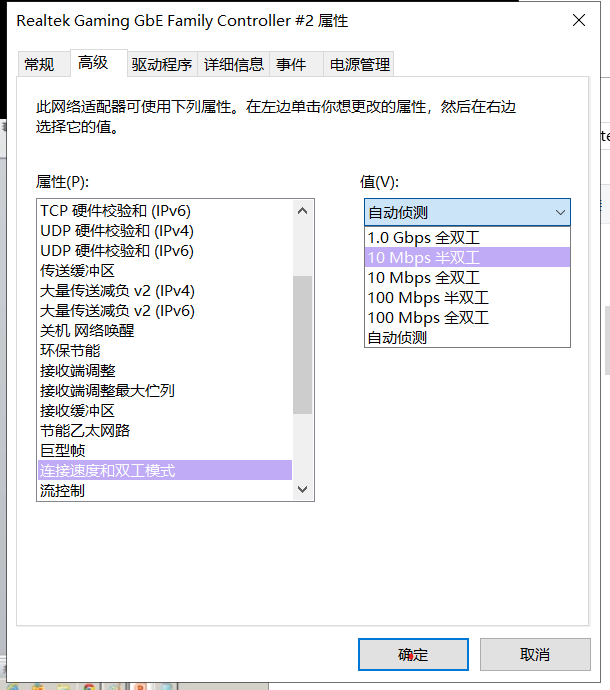 Realtek Gaming GbE Family Controller #2 属性
常规
高级
驱动程序
详细信息
事件
电源管理
此网络适配器可使用下列属性。在左边单击你想更改的属性，然后在右边
选择它的值。
属性(P):
TCP 硬件校验和 (IPv6)
UDP 硬件校验和 (IPv4)
UDP 硬件校验和 (IPv6)
传送缓冲区
大量传送减负 v2 (IPv4)
大量传送减负 v2 (IPv6)
关机 网络唤醒
环保节能
接收端调整
接收端调整最大伫列
接收缓冲区
节能乙太网路
巨型帧
连接速度和双工模式
流控制
值(V):
自动侦测
1.0 Gbps 全双工
10 Mbps 半双工
10 Mbps 全双工
100 Mbps 半双工
100 Mbps 全双工
自动侦测
确定
取消